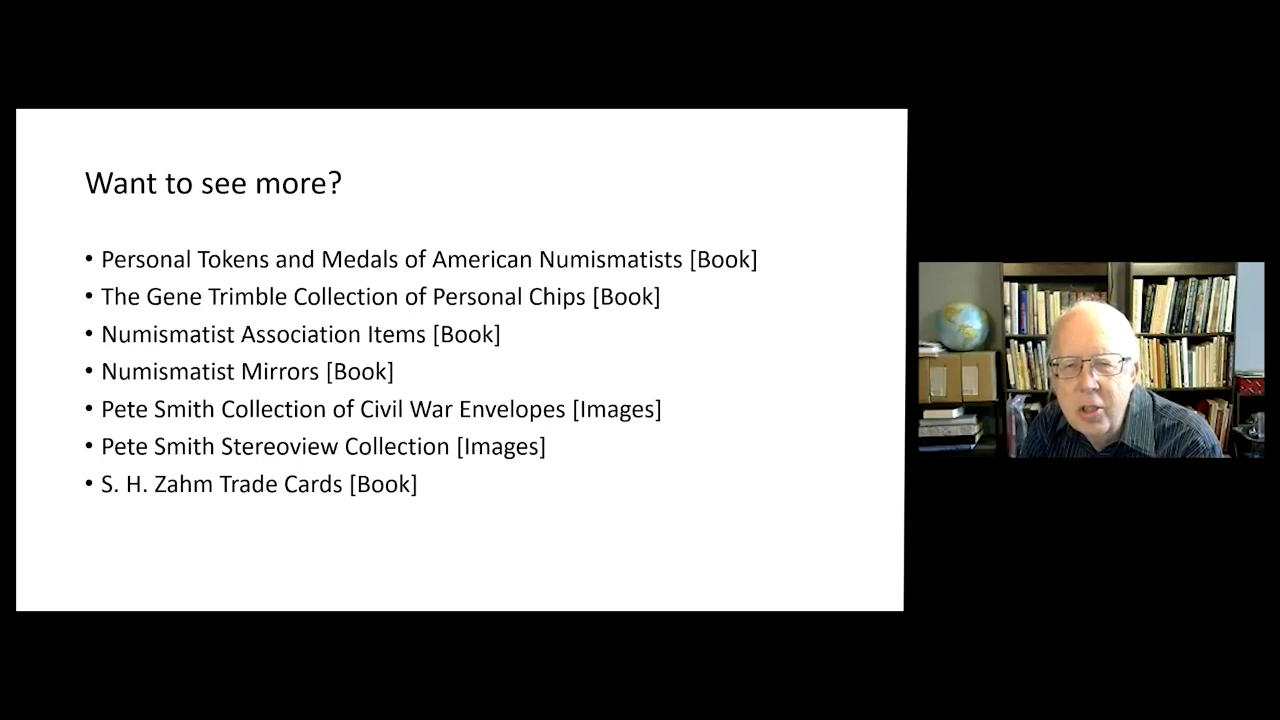 Want to see more?
• Personal Tokens and Medals of American Numismatists [Book]
• The Gene Trimble Collection of Personal Chips [Book]
• Numismatist Association Items [Book]
• Numismatist Mirrors [Book]
• Pete Smith Collection of Civil War Envelopes [Images]
• Pete Smith Stereoview Collection [Images]
• S. H. Zahm Trade Cards [Book]